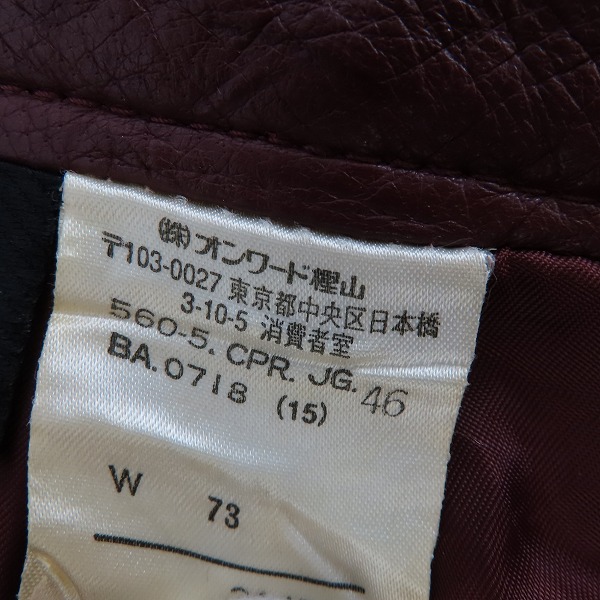 (株)オンワード樫山
〒103-0027 東京都中央区日本橋
3-10-5 消費者室
560-5. CPR. JG. 46
BA. 0718 (15)
W 73